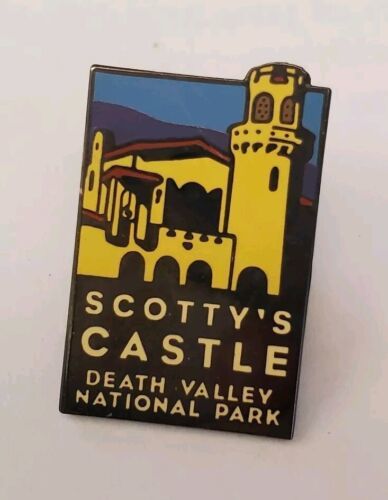 SCOTTY'S
CASTLE
DEATH VALLEY
NATIONAL PARK